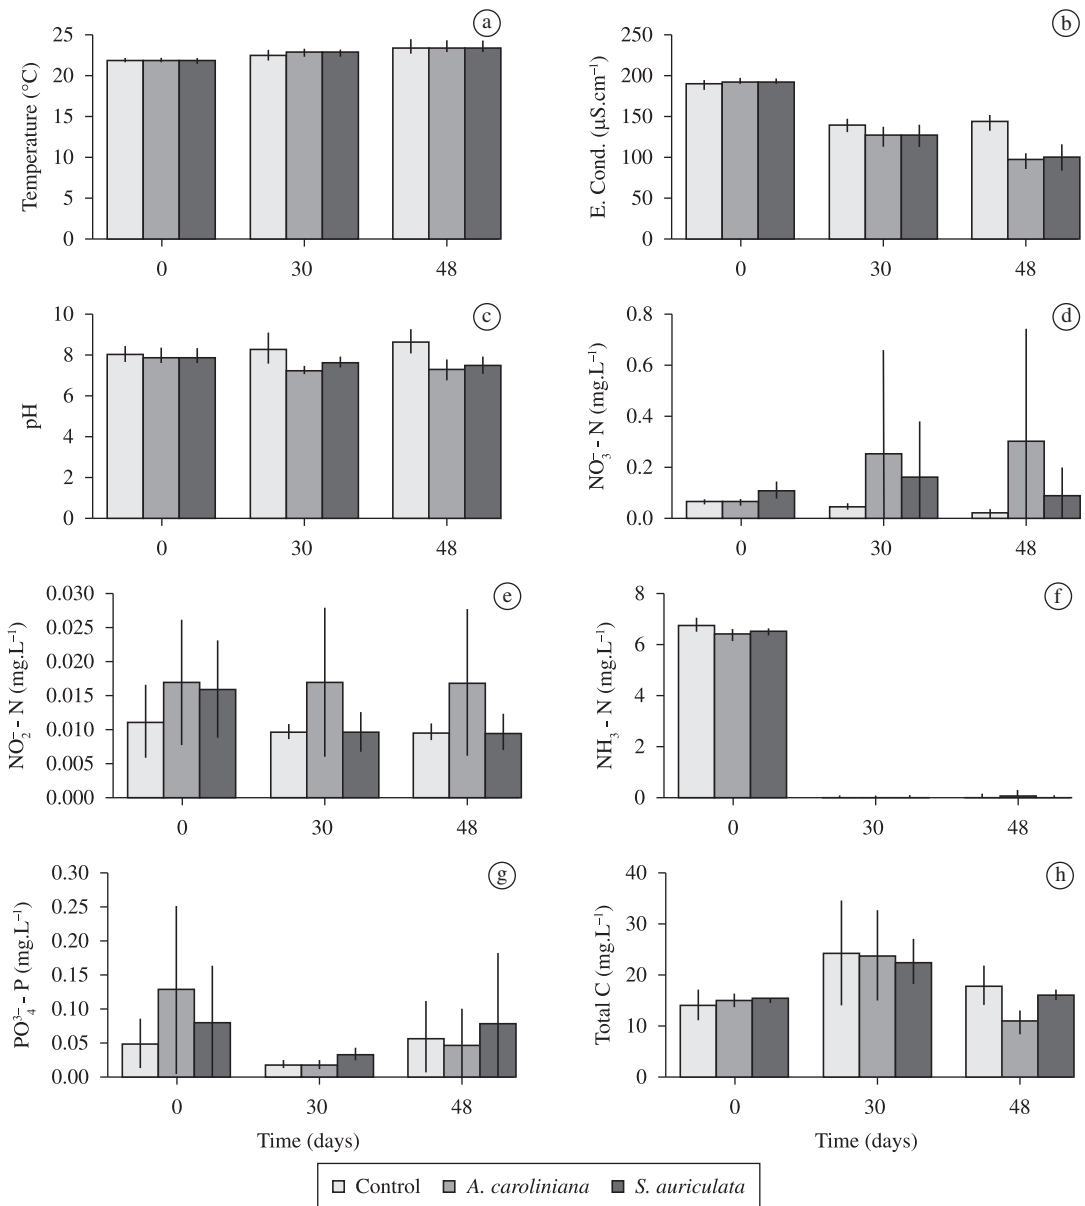 a
25
20
15
10
5
0
Temperature (°C)
0 30 48
b
250
200
150
100
50
0
E. Cond. (μS.cm⁻¹)
0 30 48
c
10
8
6
4
2
0
pH
0 30 48
d
0.8
0.6
0.4
0.2
0.0
NO₃⁻ - N (mg.L⁻¹)
0 30 48
e
0.030
0.025
0.020
0.015
0.010
0.005
0.000
NO₂⁻ - N (mg.L⁻¹)
0 30 48
f
8
6
4
2
0
NH₃ - N (mg.L⁻¹)
0 30 48
g
0.30
0.25
0.20
0.15
0.10
0.05
0.00
PO₄³⁻ - P (mg.L⁻¹)
0 30 48
Time (days)
h
40
30
20
10
0
Total C (mg.L⁻¹)
0 30 48
Time (days)
Control A. caroliniana S. auriculata